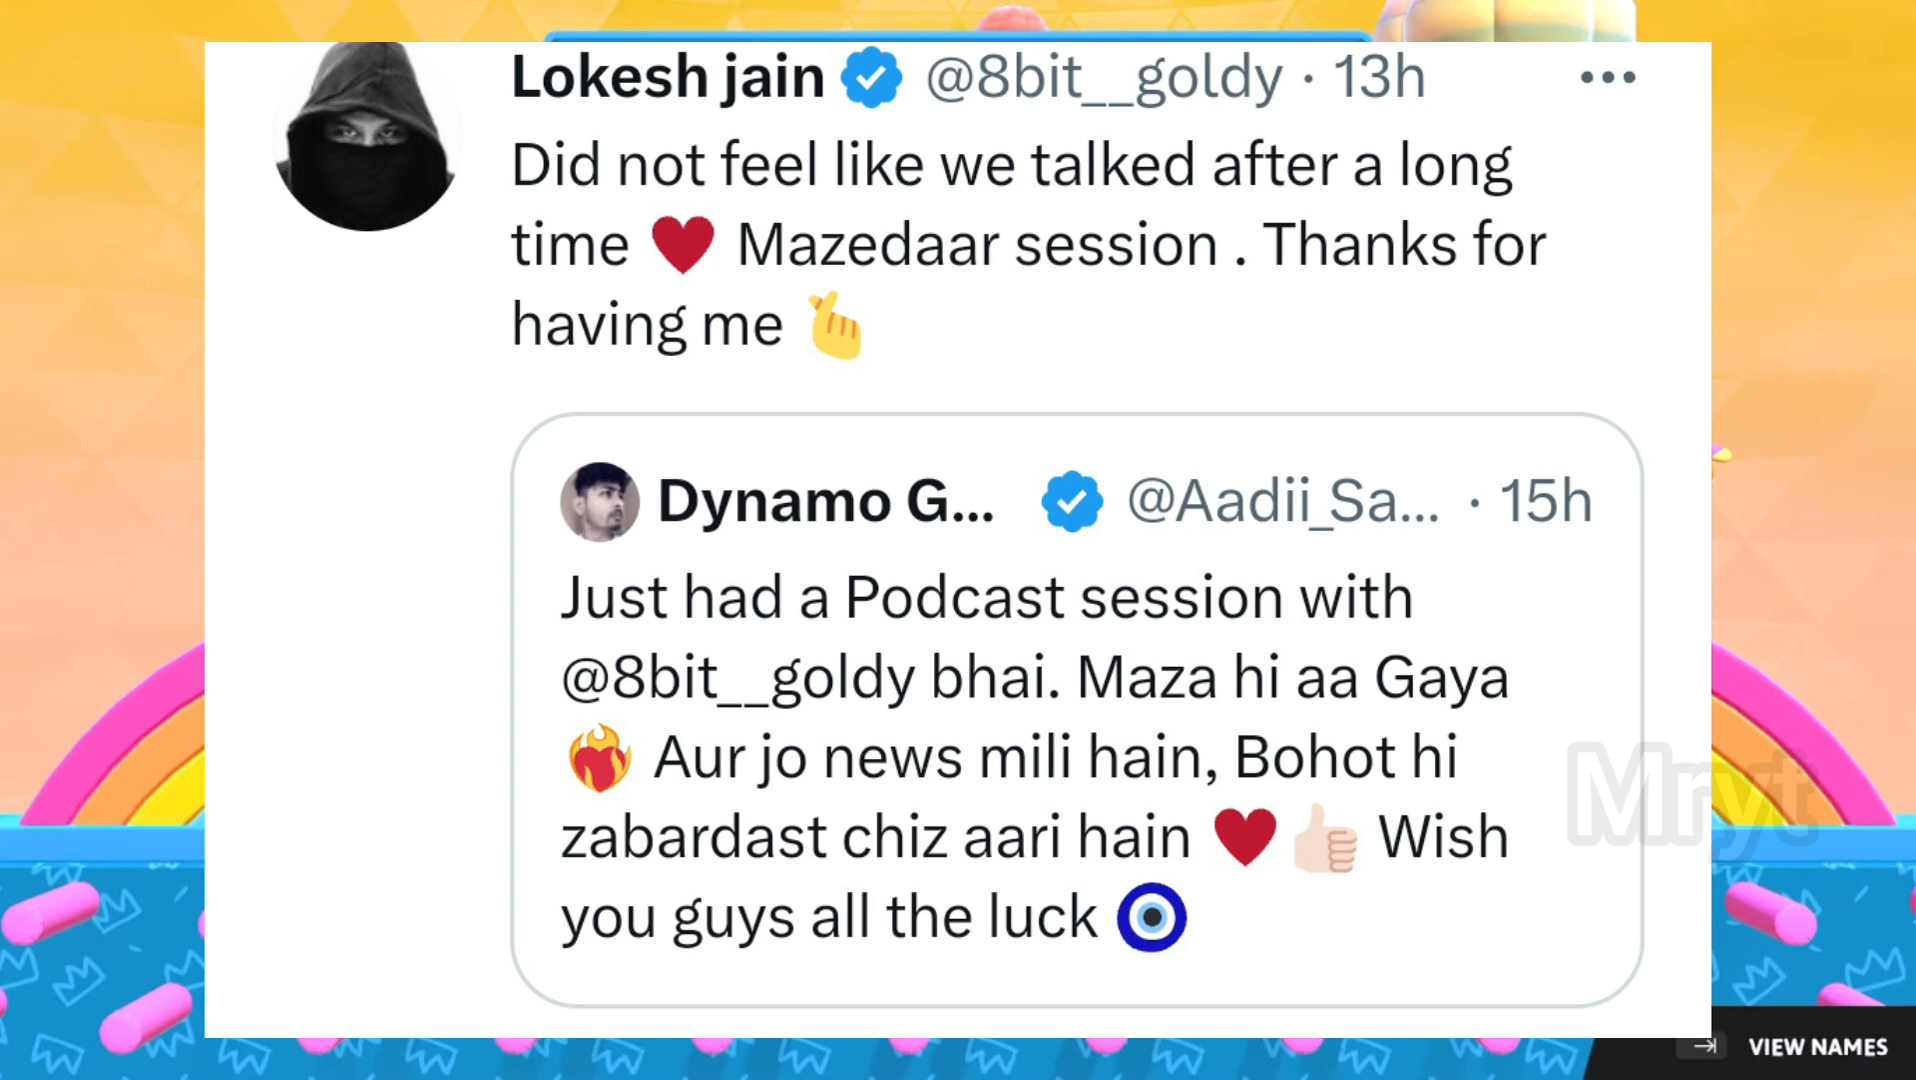 Lokesh jain @8bit__goldy · 13h
Did not feel like we talked after a long
time ❤️ Mazedaar session . Thanks for
having me 🫰
Dynamo G... @Aadii_Sa... · 15h
Just had a Podcast session with
@8bit__goldy bhai. Maza hi aa Gaya
❤️‍🔥 Aur jo news mili hain, Bohot hi
zabardast chiz aari hain ❤️👍🏻 Wish
you guys all the luck 🧿
Mryt
VIEW NAMES